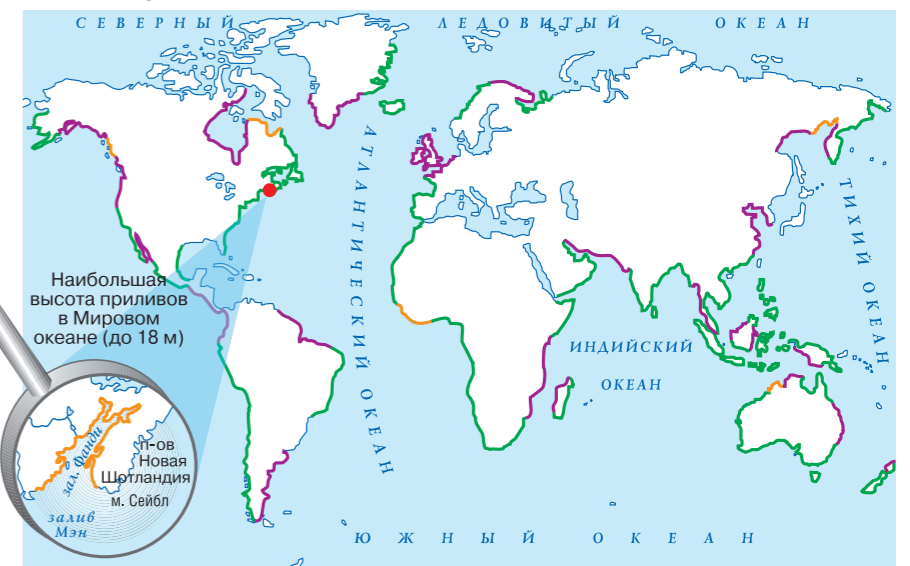 СЕВЕРНЫЙ ЛЕДОВИТЫЙ ОКЕАН
АТЛАНТИЧЕСКИЙ ОКЕАН
ТИХИЙ ОКЕАН
Наибольшая
высота приливов
в Мировом
океане (до 18 м)
ИНДИЙСКИЙ
ОКЕАН
зал. Фанди
п-ов
Новая
Шотландия
м. Сейбл
залив
Мэн
ЮЖНЫЙ ОКЕАН